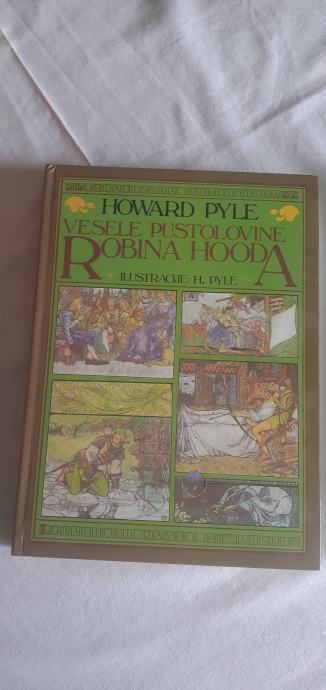 HOWARD PYLE
VESELE PUSTOLOVINE
ROBINA HOODA
ILUSTRACIJE· H. PYLE